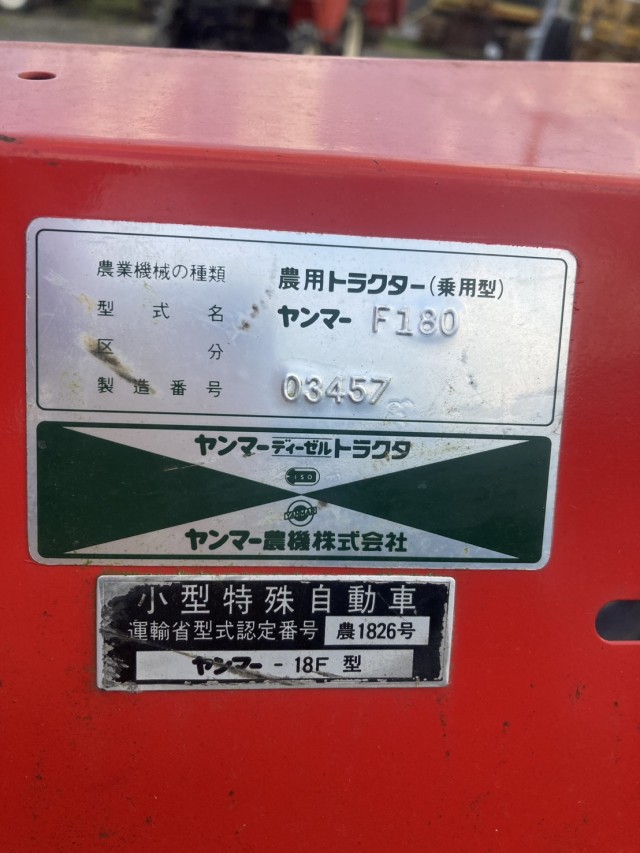 農業機械の種類 農用トラクター(乗用型)
型式名 ヤンマー F180
区分
製造番号 03457
ヤンマーディーゼルトラクタ
ISO
YANMAR
ヤンマー農機株式会社
小型特殊自動車
運輸省型式認定番号 農1826号
ヤンマー - 18F 型